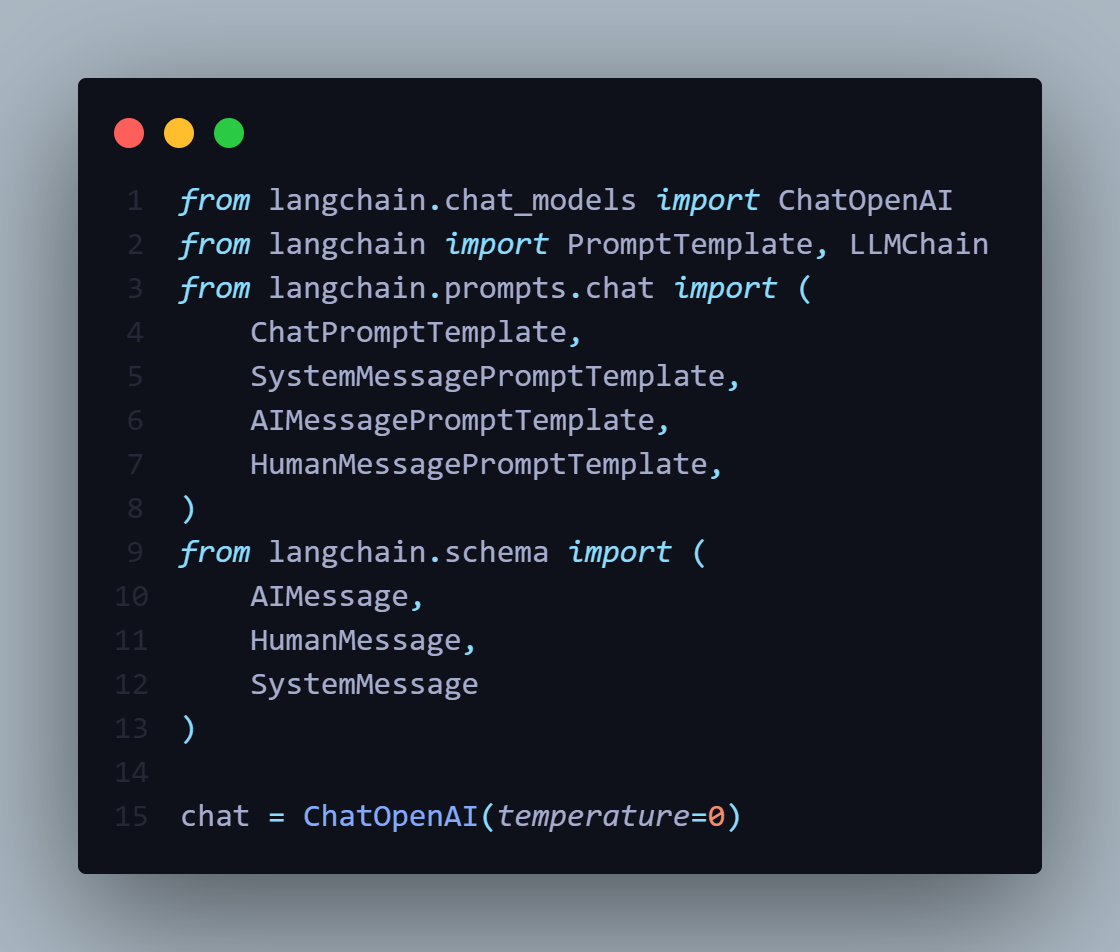 1 from langchain.chat_models import ChatOpenAI
2 from langchain import PromptTemplate, LLMChain
3 from langchain.prompts.chat import (
4     ChatPromptTemplate,
5     SystemMessagePromptTemplate,
6     AIMessagePromptTemplate,
7     HumanMessagePromptTemplate,
8 )
9 from langchain.schema import (
10     AIMessage,
11     HumanMessage,
12     SystemMessage
13 )
14
15 chat = ChatOpenAI(temperature=0)